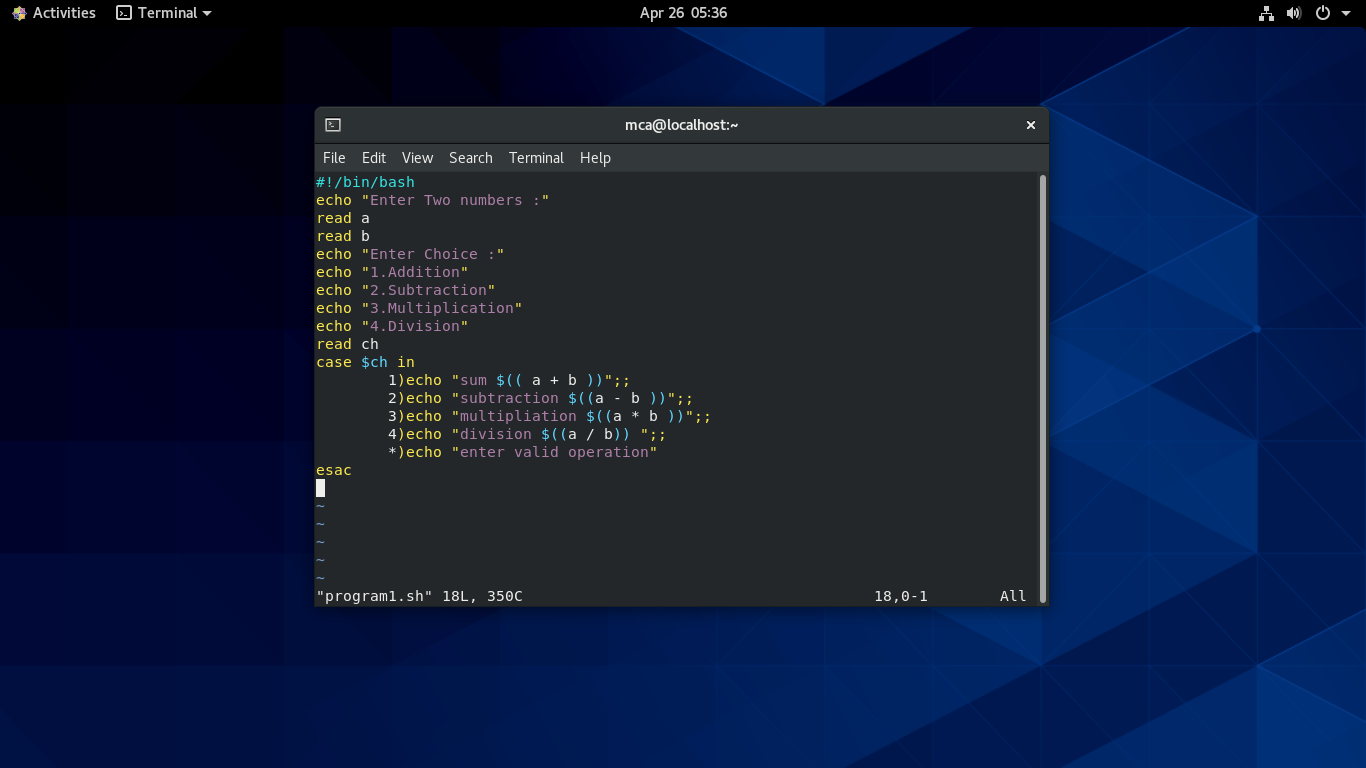 Activities Terminal Apr 26 05:36
mca@localhost:~
File Edit View Search Terminal Help
#!/bin/bash
echo "Enter Two numbers :"
read a
read b
echo "Enter Choice :"
echo "1.Addition"
echo "2.Subtraction"
echo "3.Multiplication"
echo "4.Division"
read ch
case $ch in
        1)echo "sum $(( a + b ))";;
        2)echo "subtraction $((a - b ))";;
        3)echo "multipliation $((a * b ))";;
        4)echo "division $((a / b)) ";;
        *)echo "enter valid operation"
esac
~
~
~
~
~
"program1.sh" 18L, 350C 18,0-1 All